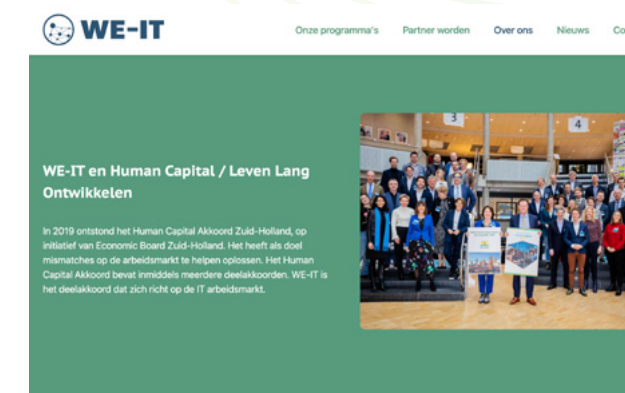 WE-IT
Onze programma's Partner worden Over ons Nieuws Co
3
4
WE-IT en Human Capital / Leven Lang
Ontwikkelen
In 2019 ontstond het Human Capital Akkoord Zuid-Holland, op
initiatief van Economic Board Zuid-Holland. Het heeft als doel
mismatches op de arbeidsmarkt te helpen oplossen. Het Human
Capital Akkoord bevat inmiddels meerdere deelakkoorden. WE-IT is
het deelakkoord dat zich richt op de IT arbeidsmarkt.